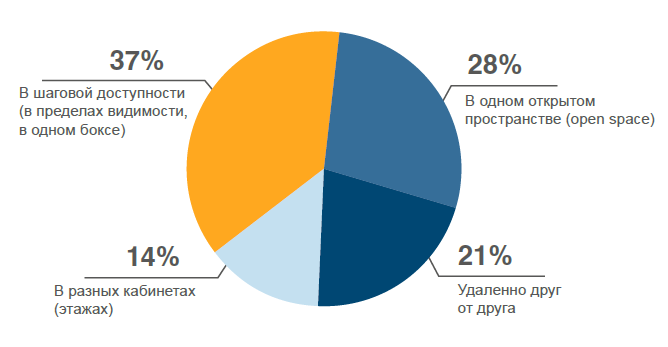 37%
В шаговой доступности
(в пределах видимости,
в одном боксе)
28%
В одном открытом
пространстве (open space)
14%
В разных кабинетах
(этажах)
21%
Удаленно друг
от друга